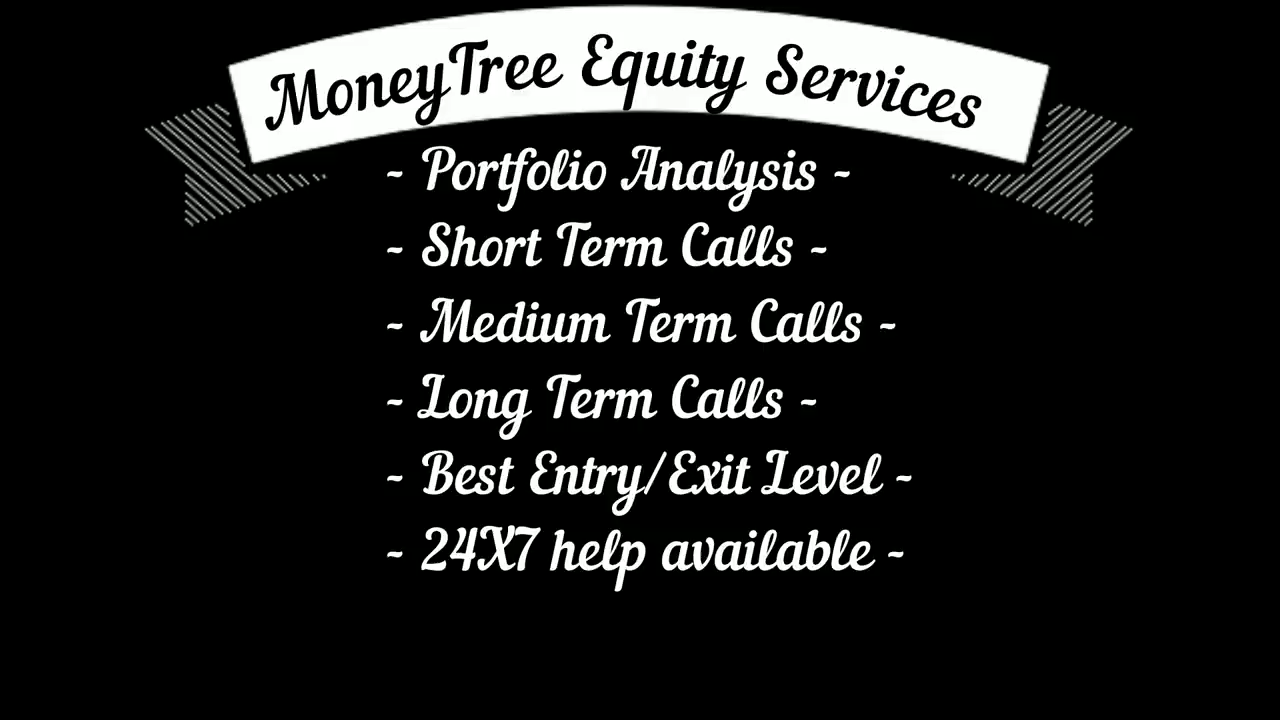 MoneyTree Equity Services
- Portfolio Analysis -
- Short Term Calls -
- Medium Term Calls -
- Long Term Calls -
- Best Entry/Exit Level -
- 24X7 help available -